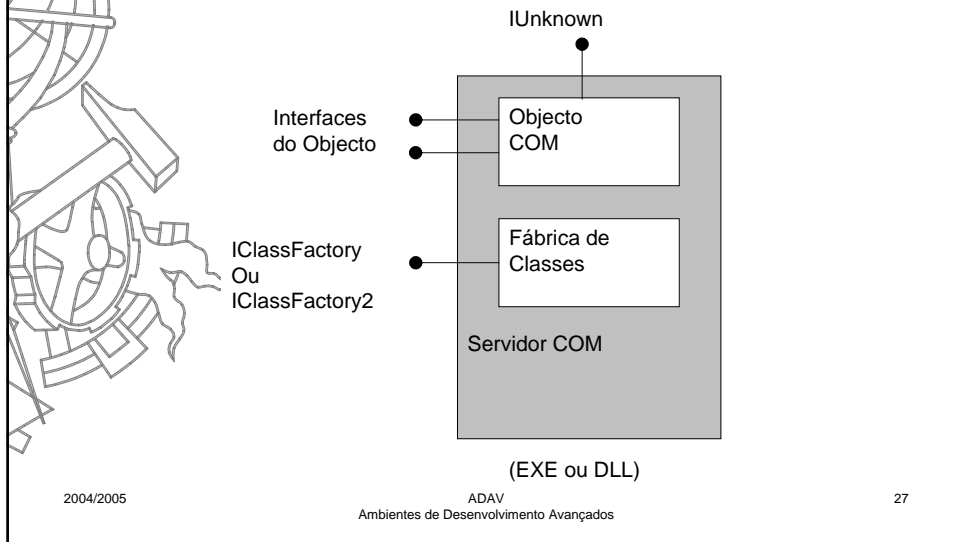 IUnknown
Interfaces
do Objecto
Objecto
COM
IClassFactory
Ou
IClassFactory2
Fábrica de
Classes
Servidor COM
(EXE ou DLL)
2004/2005
ADAV
Ambientes de Desenvolvimento Avançados
27